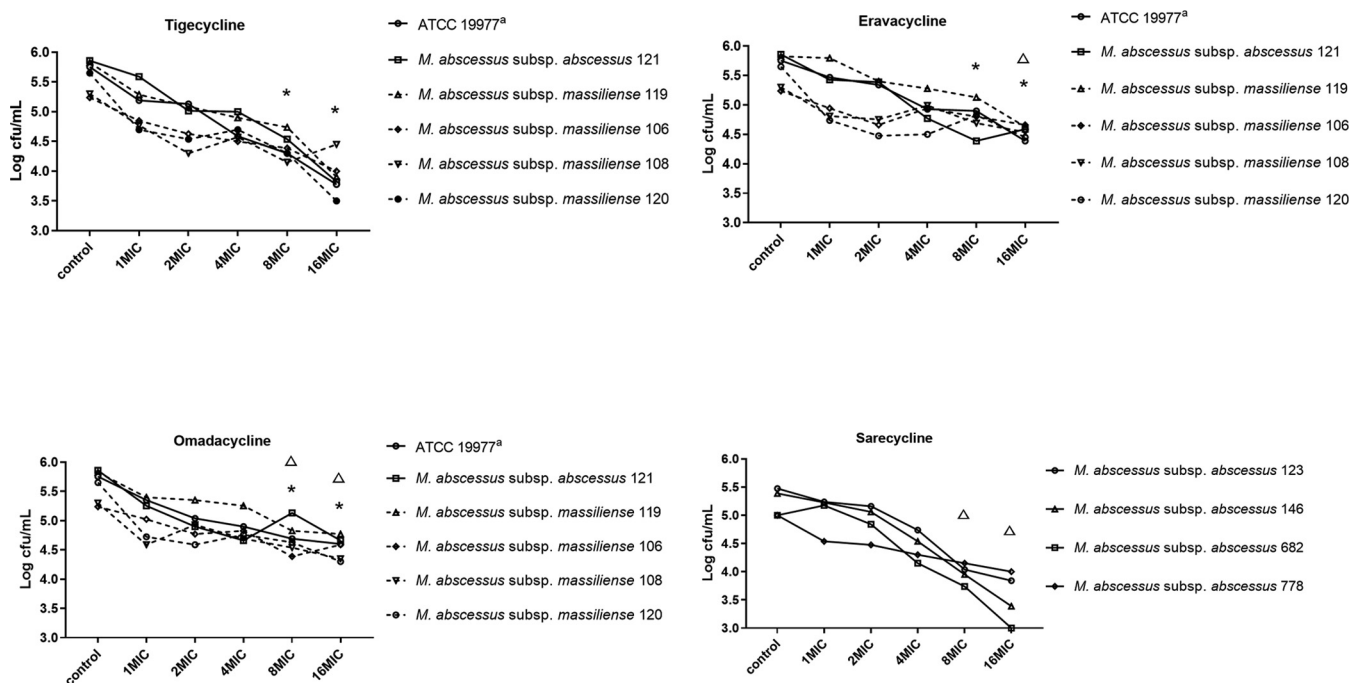 Tigecycline
Log cfu/mL
6.0
5.5
5.0
4.5
4.0
3.5
3.0
control
1MIC
2MIC
4MIC
8MIC
16MIC
*
*
ATCC 19977ª
M. abscessus subsp. abscessus 121
M. abscessus subsp. massiliense 119
M. abscessus subsp. massiliense 106
M. abscessus subsp. massiliense 108
M. abscessus subsp. massiliense 120
Eravacycline
Log cfu/mL
6.0
5.5
5.0
4.5
4.0
3.5
3.0
control
1MIC
2MIC
4MIC
8MIC
16MIC
*
△
*
ATCC 19977ª
M. abscessus subsp. abscessus 121
M. abscessus subsp. massiliense 119
M. abscessus subsp. massiliense 106
M. abscessus subsp. massiliense 108
M. abscessus subsp. massiliense 120
Omadacycline
Log cfu/mL
6.0
5.5
5.0
4.5
4.0
3.5
3.0
control
1MIC
2MIC
4MIC
8MIC
16MIC
△
*
△
*
ATCC 19977ª
M. abscessus subsp. abscessus 121
M. abscessus subsp. massiliense 119
M. abscessus subsp. massiliense 106
M. abscessus subsp. massiliense 108
M. abscessus subsp. massiliense 120
Sarecycline
Log cfu/mL
6.0
5.5
5.0
4.5
4.0
3.5
3.0
control
1MIC
2MIC
4MIC
8MIC
16MIC
△
△
M. abscessus subsp. abscessus 123
M. abscessus subsp. abscessus 146
M. abscessus subsp. abscessus 682
M. abscessus subsp. abscessus 778